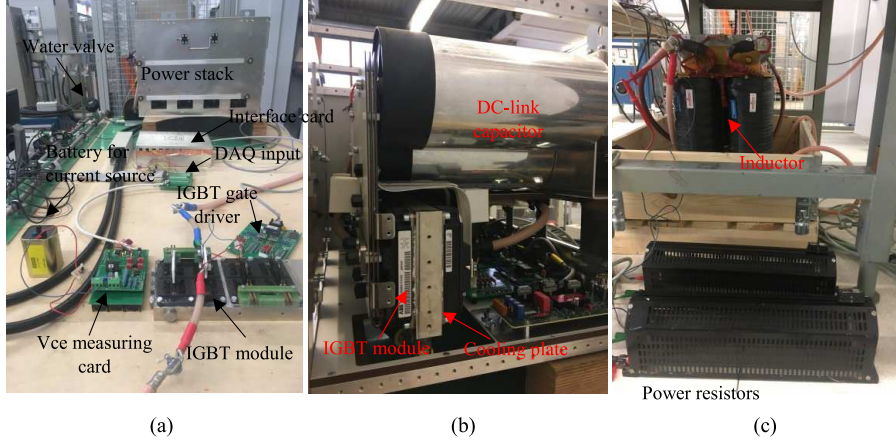 Water valve
Power stack
Interface card
Battery for
current source
DAQ input
IGBT gate
driver
Vce measuring
card
IGBT module
(a)
DC-link
capacitor
IGBT module
Cooling plate
(b)
Inductor
Power resistors
(c)